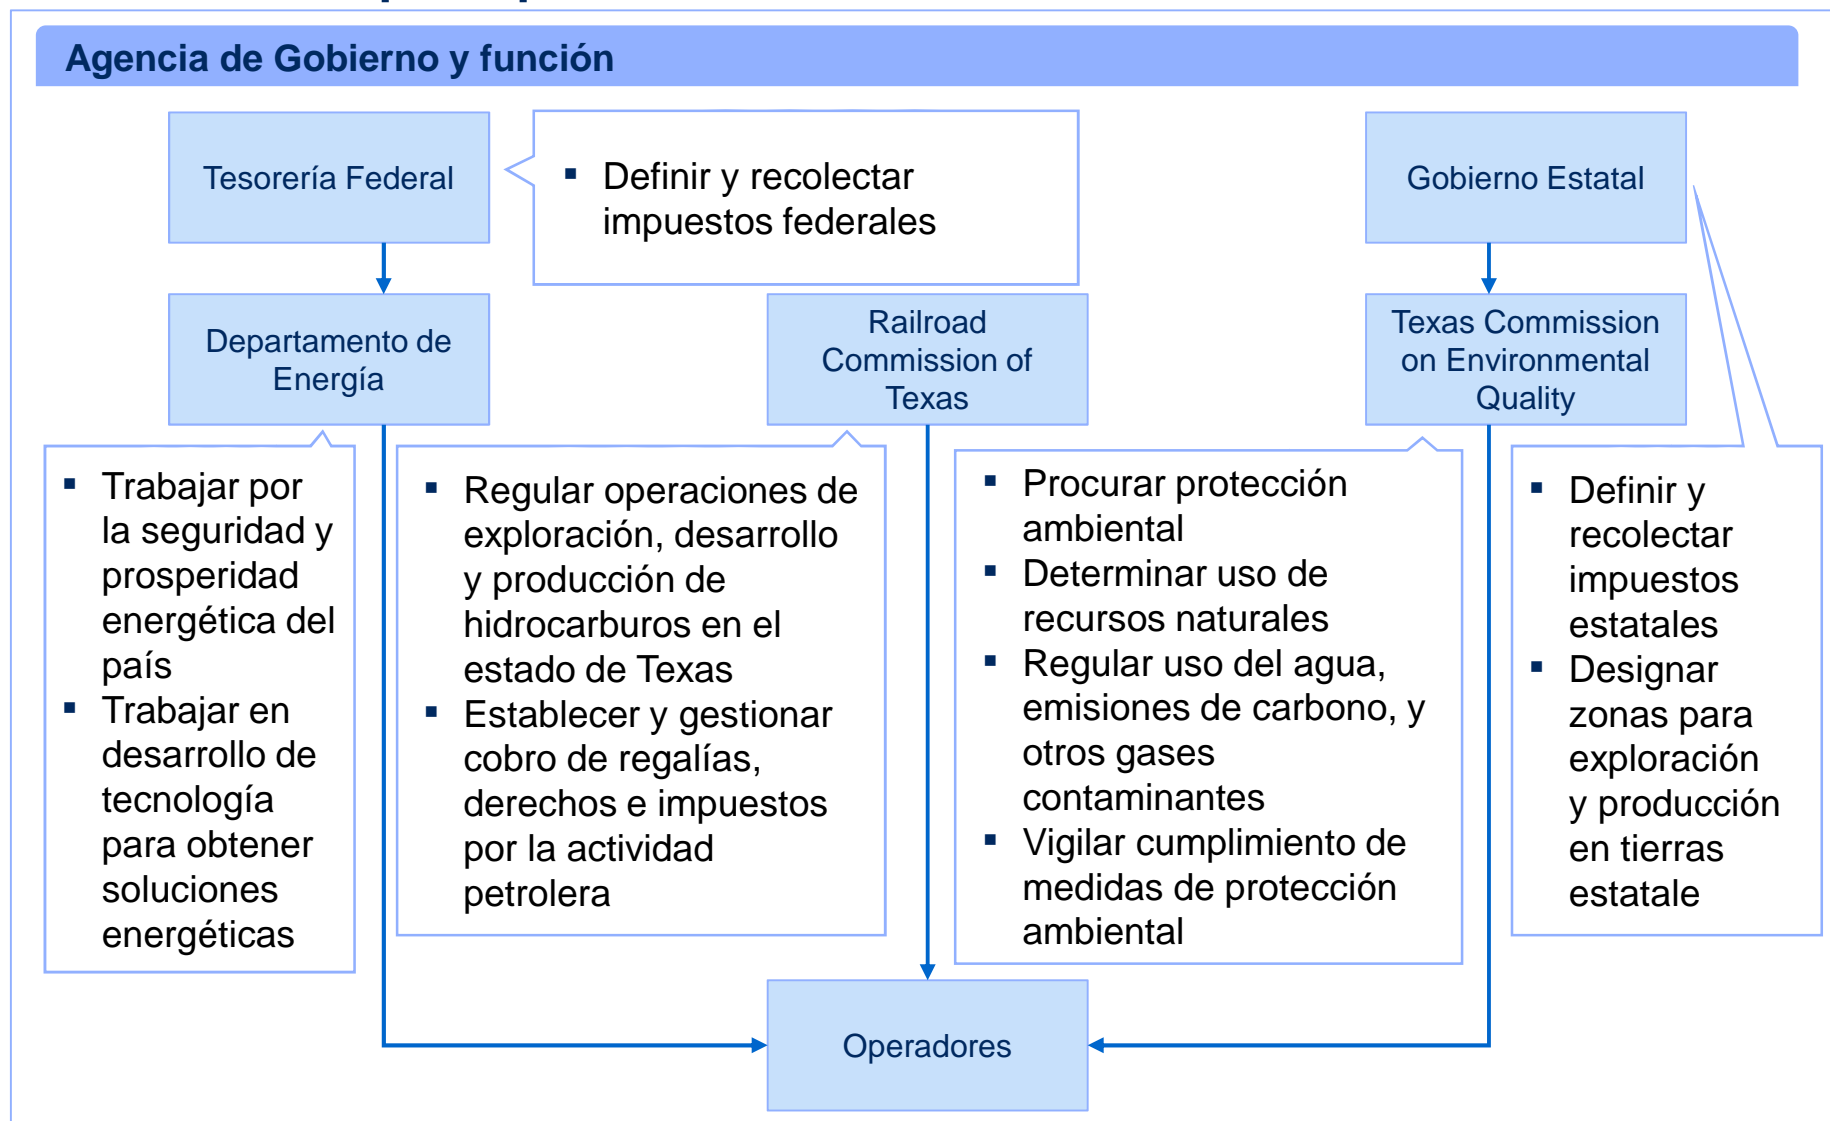 Agencia de Gobierno y función
Tesorería Federal
▪ Definir y recolectar
impuestos federales
Gobierno Estatal
Departamento de
Energía
Railroad
Commission of
Texas
Texas Commission
on Environmental
Quality
▪ Trabajar por
la seguridad y
prosperidad
energética del
país
▪ Trabajar en
desarrollo de
tecnología
para obtener
soluciones
energéticas
▪ Regular operaciones de
exploración, desarrollo
y producción de
hidrocarburos en el
estado de Texas
▪ Establecer y gestionar
cobro de regalías,
derechos e impuestos
por la actividad
petrolera
▪ Procurar protección
ambiental
▪ Determinar uso de
recursos naturales
▪ Regular uso del agua,
emisiones de carbono, y
otros gases
contaminantes
▪ Vigilar cumplimiento de
medidas de protección
ambiental
▪ Definir y
recolectar
impuestos
estatales
▪ Designar
zonas para
exploración
y producción
en tierras
estatale
Operadores